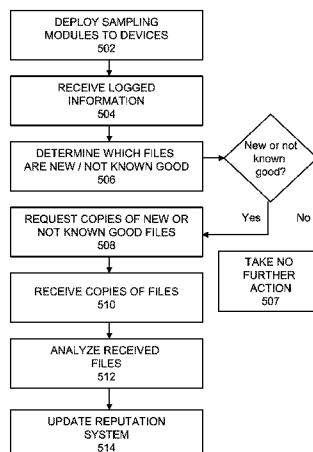 DEPLOY SAMPLING
MODULES TO DEVICES
502
RECEIVE LOGGED
INFORMATION
504
DETERMINE WHICH FILES
ARE NEW / NOT KNOWN GOOD
506
New or not
known
good?
Yes No
REQUEST COPIES OF NEW OR
NOT KNOWN GOOD FILES
508
TAKE NO
FURTHER
ACTION
507
RECEIVE COPIES OF FILES
510
ANALYZE RECEIVED
FILES
512
UPDATE REPUTATION
SYSTEM
514